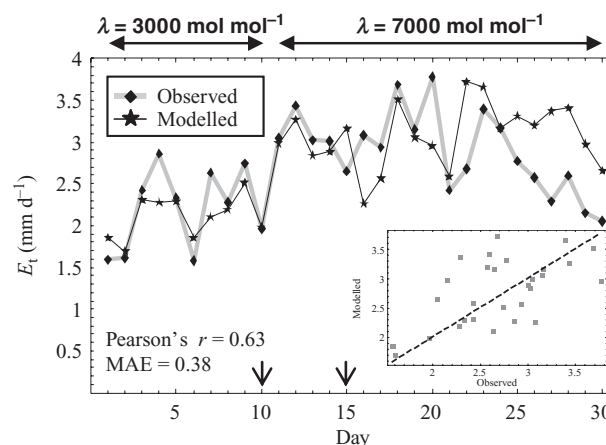 λ = 3000 mol mol⁻¹ λ = 7000 mol mol⁻¹
4
3.5
3
2.5
2
1.5
1
0.5
Eₜ (mm d⁻¹)
Observed
Modelled
Pearson's r = 0.63
MAE = 0.38
3.5
3
2.5
2
Modelled
2 2.5 3 3.5
Observed
5 10 15 20 25 30
Day